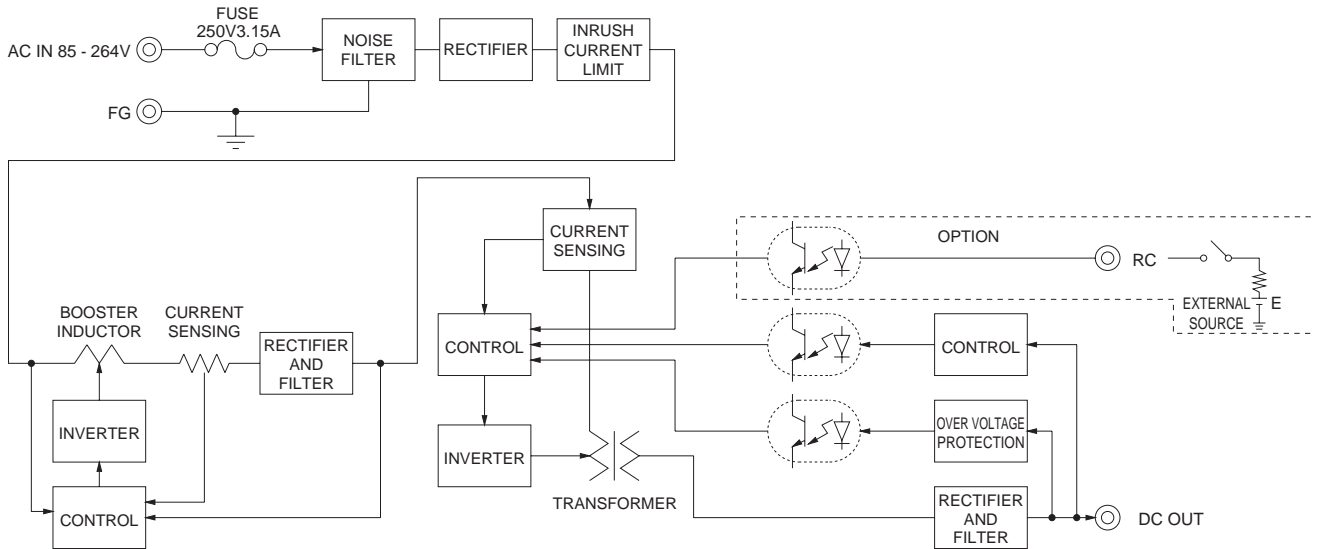 FUSE
250V3.15A
AC IN 85 - 264V
NOISE
FILTER
RECTIFIER
INRUSH
CURRENT
LIMIT
FG
CURRENT
SENSING
OPTION
RC
EXTERNAL
SOURCE
E
BOOSTER
INDUCTOR
CURRENT
SENSING
RECTIFIER
AND
FILTER
CONTROL
CONTROL
INVERTER
INVERTER
OVER VOLTAGE
PROTECTION
TRANSFORMER
CONTROL
RECTIFIER
AND
FILTER
DC OUT